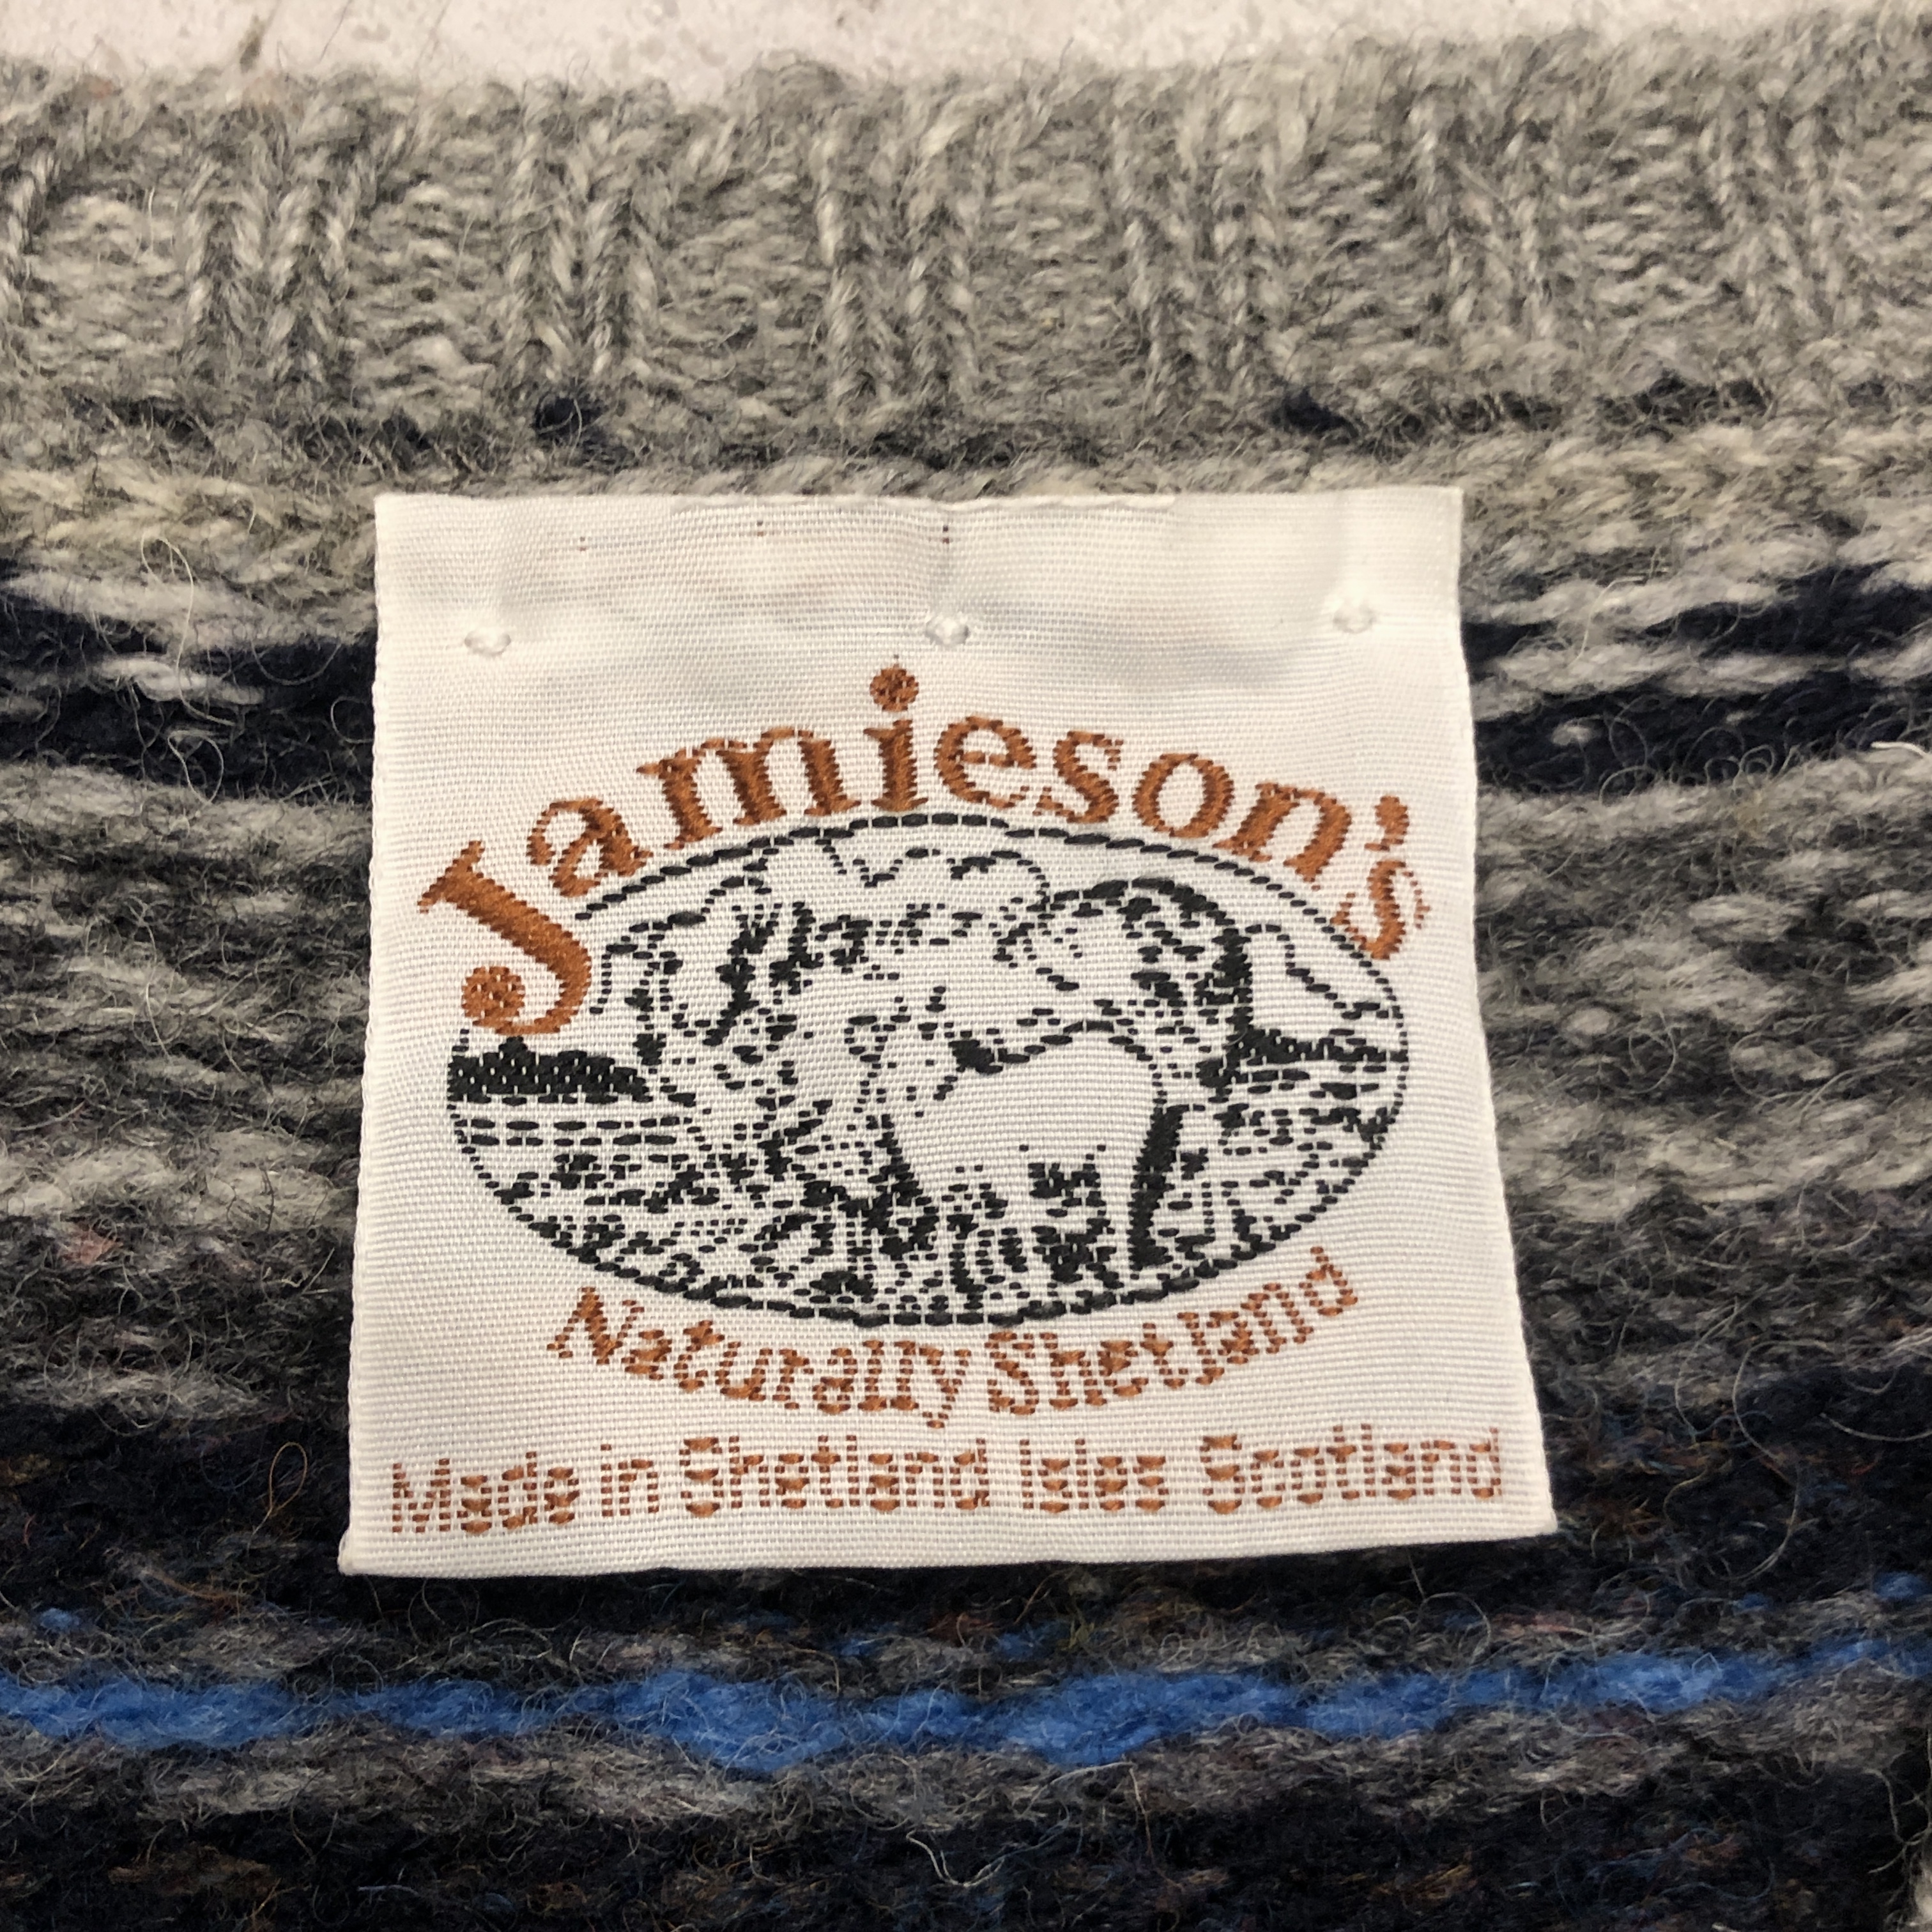 Jamieson's
Naturally Shetland
Made in Shetland Isles Scotland